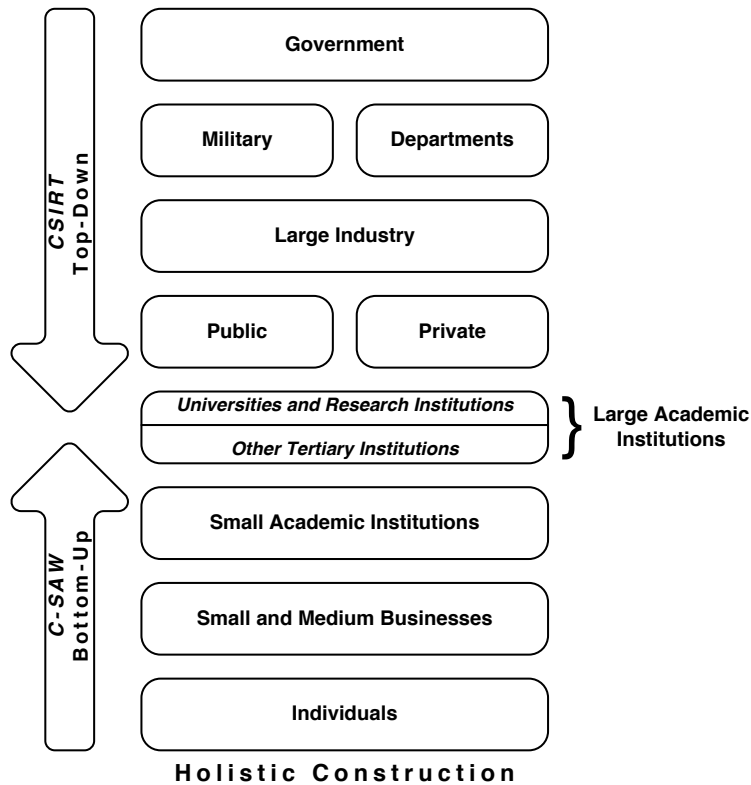 Government
Military
Departments
CSIRT
Top-Down
Large Industry
Public
Private
Universities and Research Institutions
Other Tertiary Institutions
}
Large Academic
Institutions
C-SAW
Bottom-Up
Small Academic Institutions
Small and Medium Businesses
Individuals
Holistic Construction